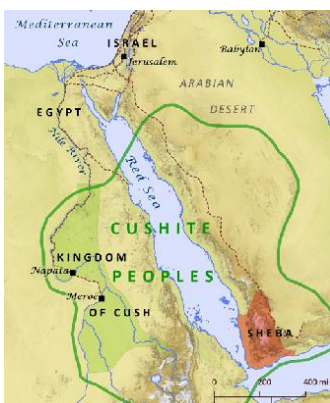 Mediterranean
Sea
ISRAEL
Jerusalem
Babylon
ARABIAN
DESERT
EGYPT
Nile River
Red Sea
CUSHITE
PEOPLES
KINGDOM
OF CUSH
Napata
Meroe
SHEBA
0 200 400 ml